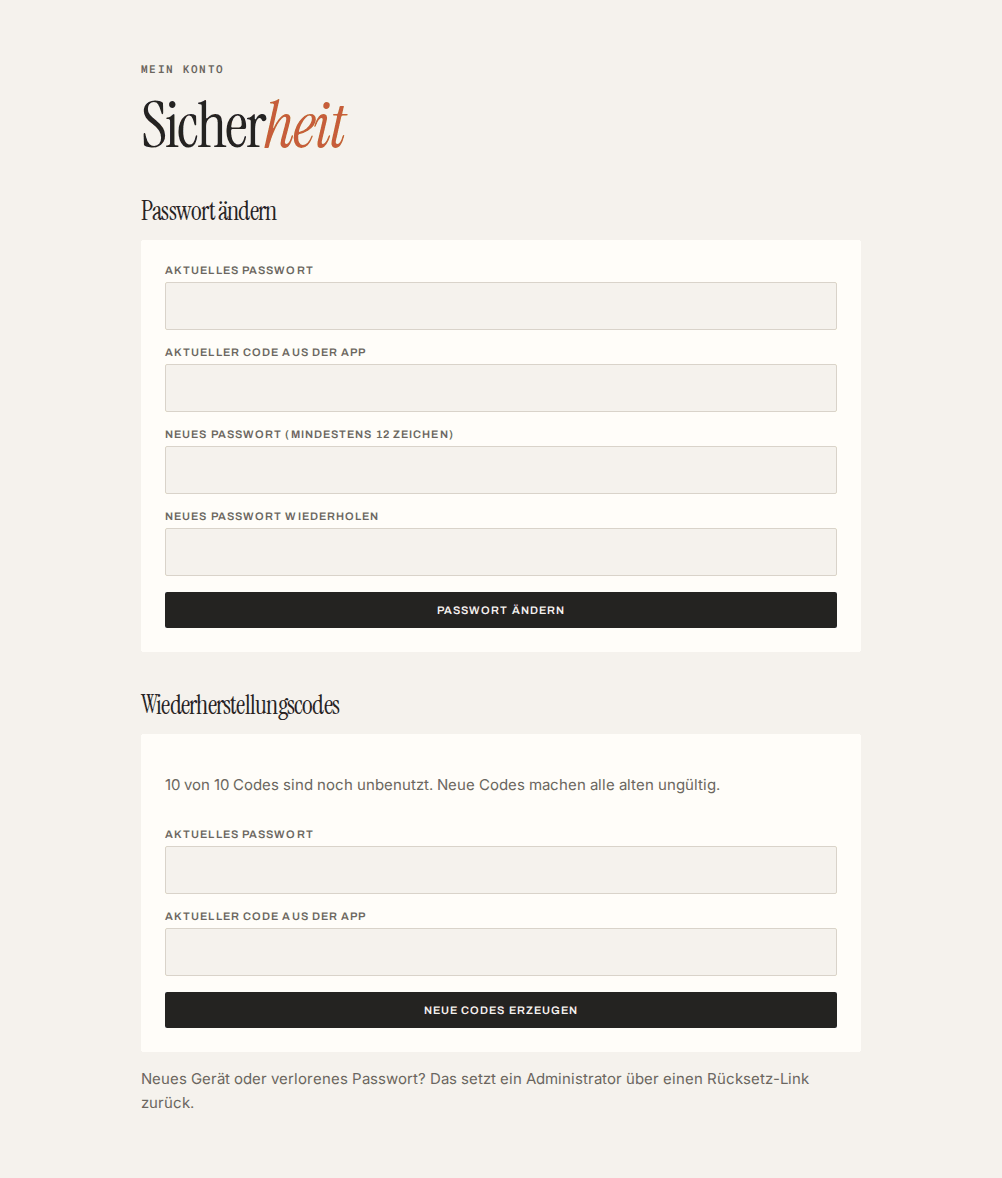 MEIN KONTO
Sicherheit
Passwort ändern
AKTUELLES PASSWORT
AKTUELLER CODE AUS DER APP
NEUES PASSWORT (MINDESTENS 12 ZEICHEN)
NEUES PASSWORT WIEDERHOLEN
PASSWORT ÄNDERN
Wiederherstellungscodes
10 von 10 Codes sind noch unbenutzt. Neue Codes machen alle alten ungültig.
AKTUELLES PASSWORT
AKTUELLER CODE AUS DER APP
NEUE CODES ERZEUGEN
Neues Gerät oder verlorenes Passwort? Das setzt ein Administrator über einen Rücksetz-Link
zurück.